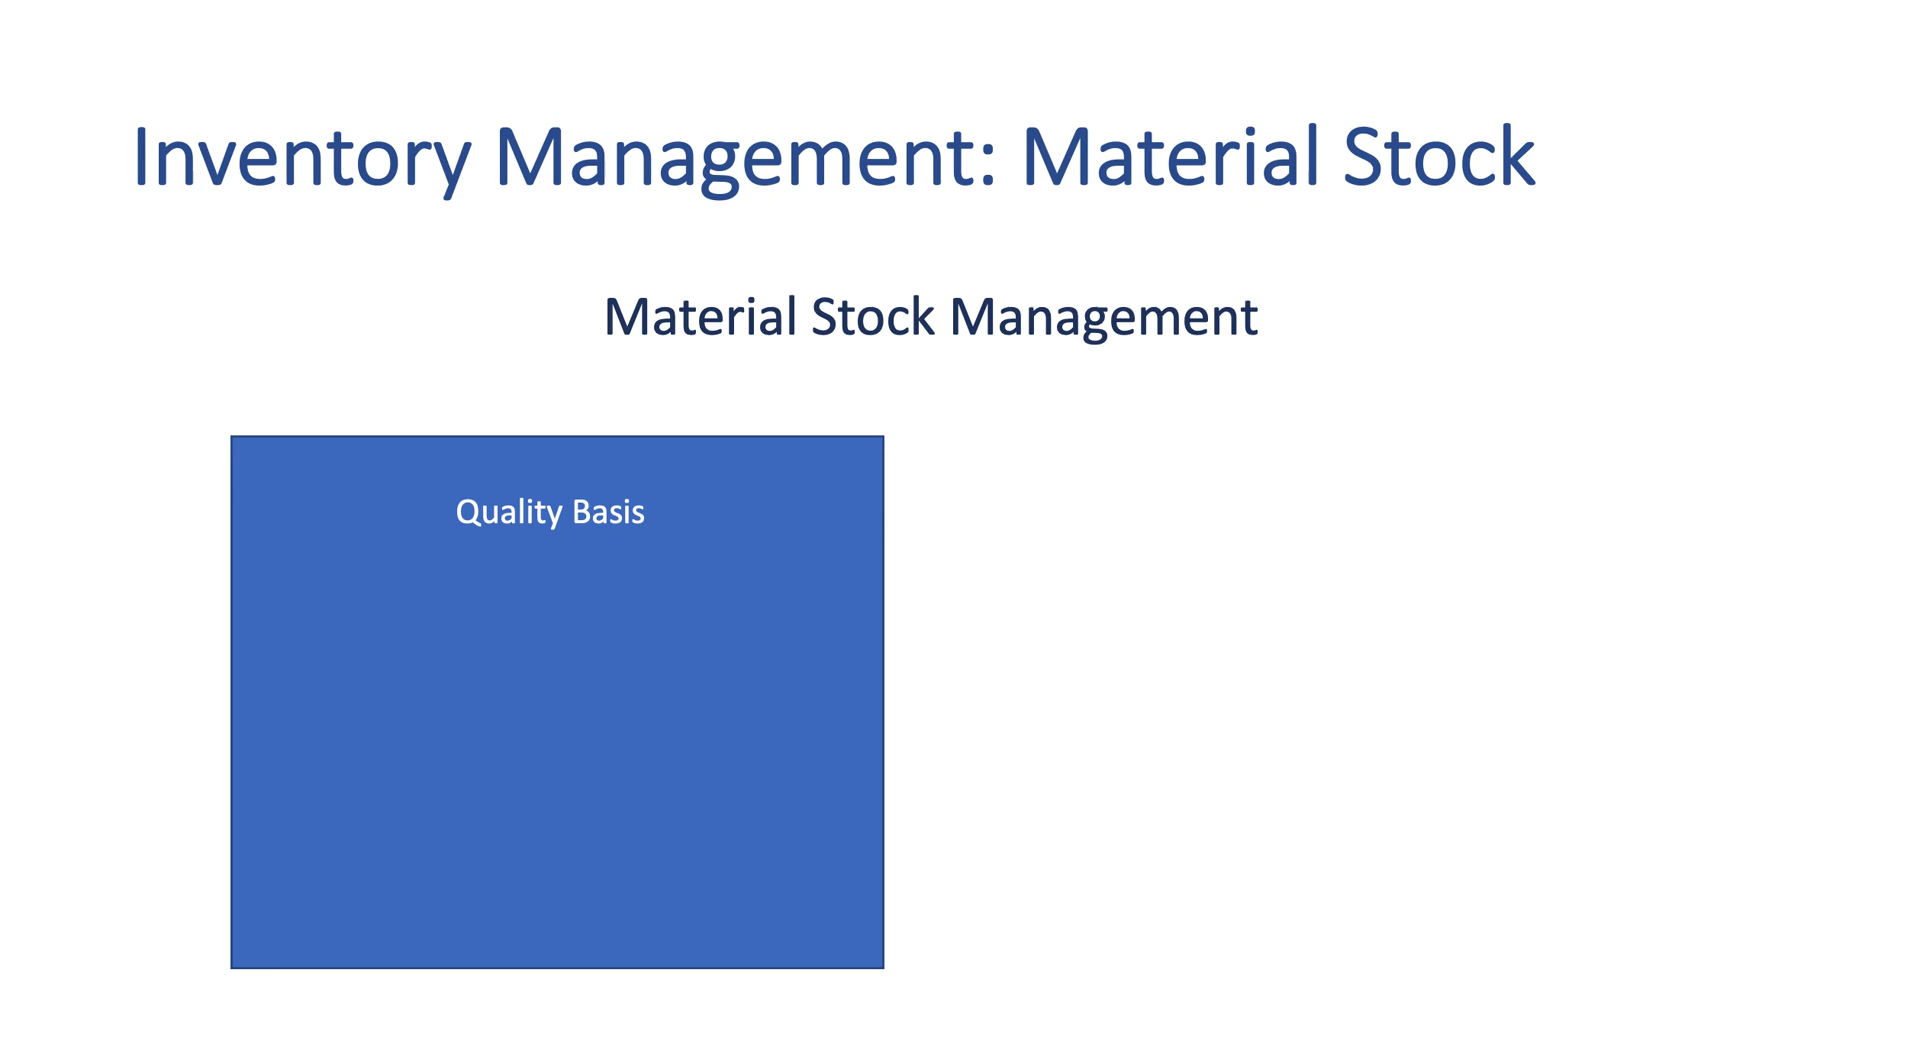 Inventory Management: Material Stock
Material Stock Management
Quality Basis